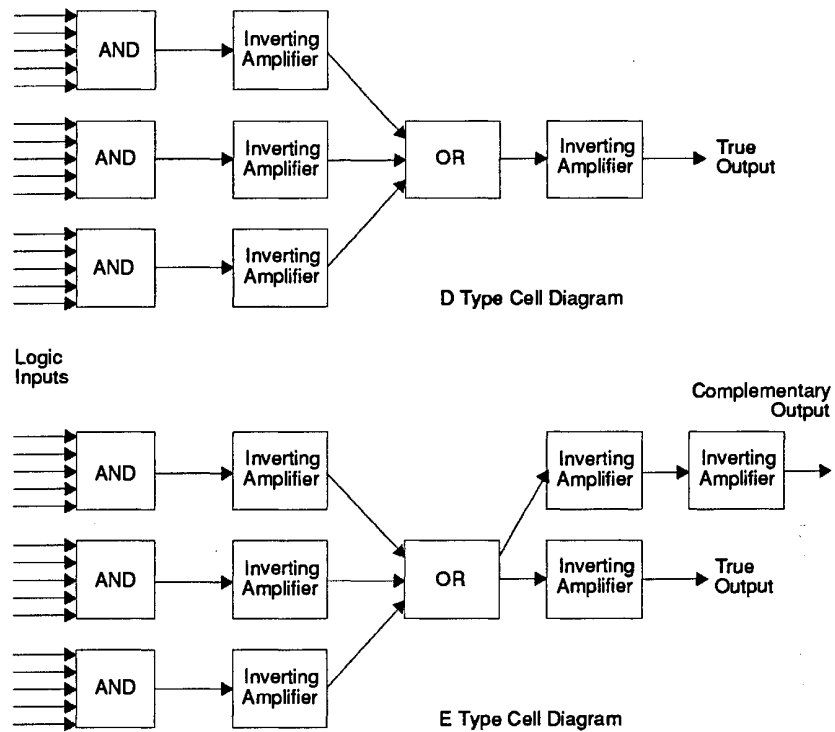 AND
Inverting
Amplifier
AND
Inverting
Amplifier
OR
Inverting
Amplifier
True
Output
AND
Inverting
Amplifier
D Type Cell Diagram
Logic
Inputs
Complementary
Output
AND
Inverting
Amplifier
Inverting
Amplifier
Inverting
Amplifier
AND
Inverting
Amplifier
OR
Inverting
Amplifier
True
Output
AND
Inverting
Amplifier
E Type Cell Diagram